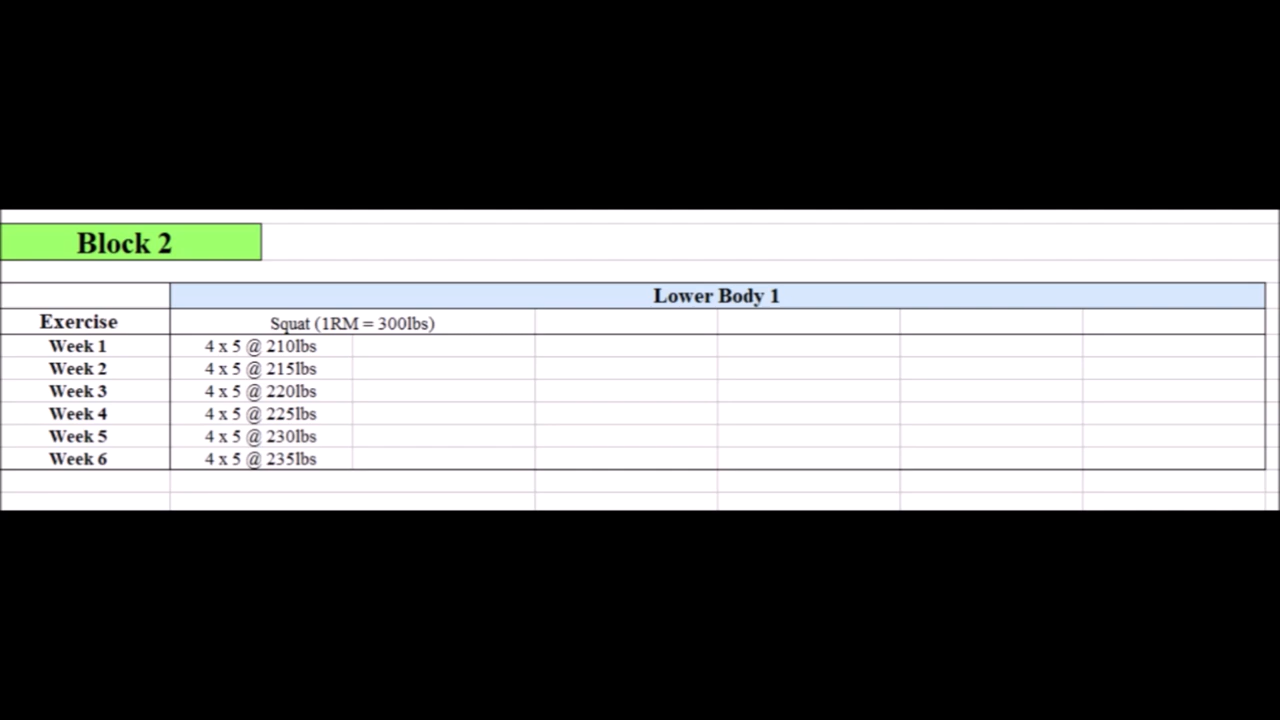 Block 2
Lower Body 1
Exercise Squat (1RM = 300lbs)
Week 1 4 x 5 @ 210lbs
Week 2 4 x 5 @ 215lbs
Week 3 4 x 5 @ 220lbs
Week 4 4 x 5 @ 225lbs
Week 5 4 x 5 @ 230lbs
Week 6 4 x 5 @ 235lbs